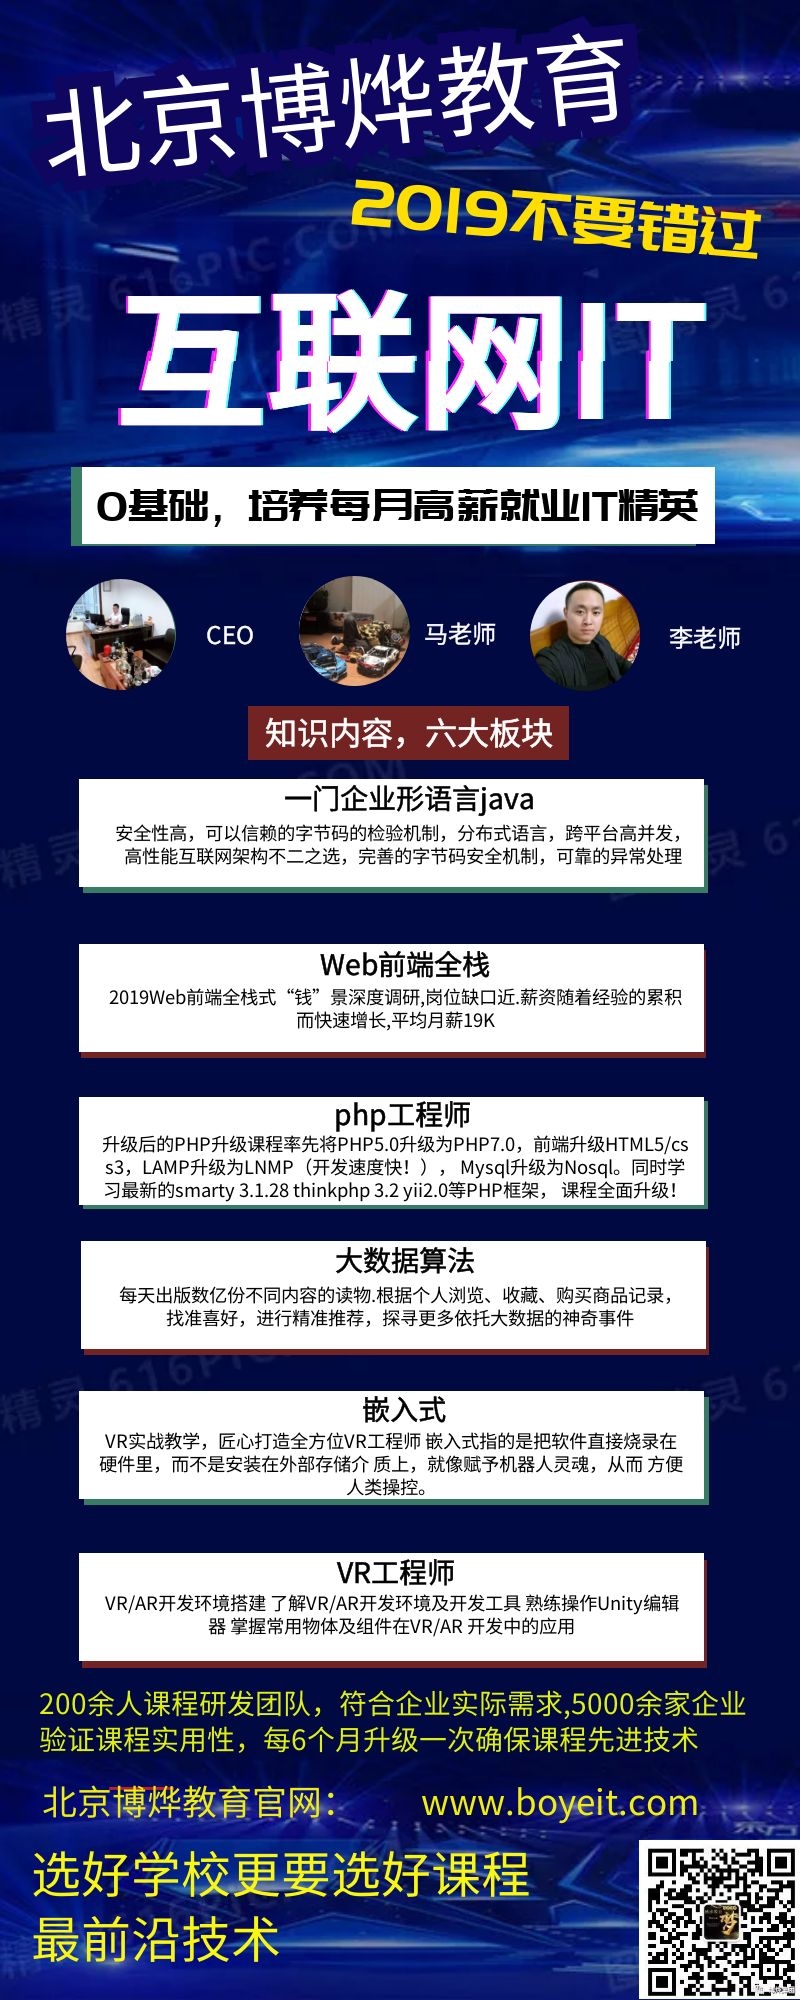 北京博烨教育
2019不要错过
互联网IT
0基础，培养每月高薪就业IT精英
CEO
马老师
李老师
知识内容，六大板块
一门企业形语言java
安全性高，可以信赖的字节码的检验机制，分布式语言，跨平台高并发，
高性能互联网架构不二之选，完善的字节码安全机制，可靠的异常处理
Web前端全栈
2019Web前端全栈式“钱”景深度调研,岗位缺口近.薪资随着经验的累积
而快速增长,平均月薪19K
php工程师
升级后的PHP升级课程率先将PHP5.0升级为PHP7.0，前端升级HTML5/cs
s3，LAMP升级为LNMP（开发速度快！），Mysql升级为Nosql。同时学
习最新的smarty 3.1.28 thinkphp 3.2 yii2.0等PHP框架， 课程全面升级！
大数据算法
每天出版数亿份不同内容的读物.根据个人浏览、收藏、购买商品记录，
找准喜好，进行精准推荐，探寻更多依托大数据的神奇事件
嵌入式
VR实战教学，匠心打造全方位VR工程师 嵌入式指的是把软件直接烧录在
硬件里，而不是安装在外部存储介 质上，就像赋予机器人灵魂，从而 方便
人类操控。
VR工程师
VR/AR开发环境搭建 了解VR/AR开发环境及开发工具 熟练操作Unity编辑
器 掌握常用物体及组件在VR/AR 开发中的应用
200余人课程研发团队，符合企业实际需求,5000余家企业
验证课程实用性，每6个月升级一次确保课程先进技术
北京博烨教育官网： www.boyeit.com
选好学校更要选好课程
最前沿技术